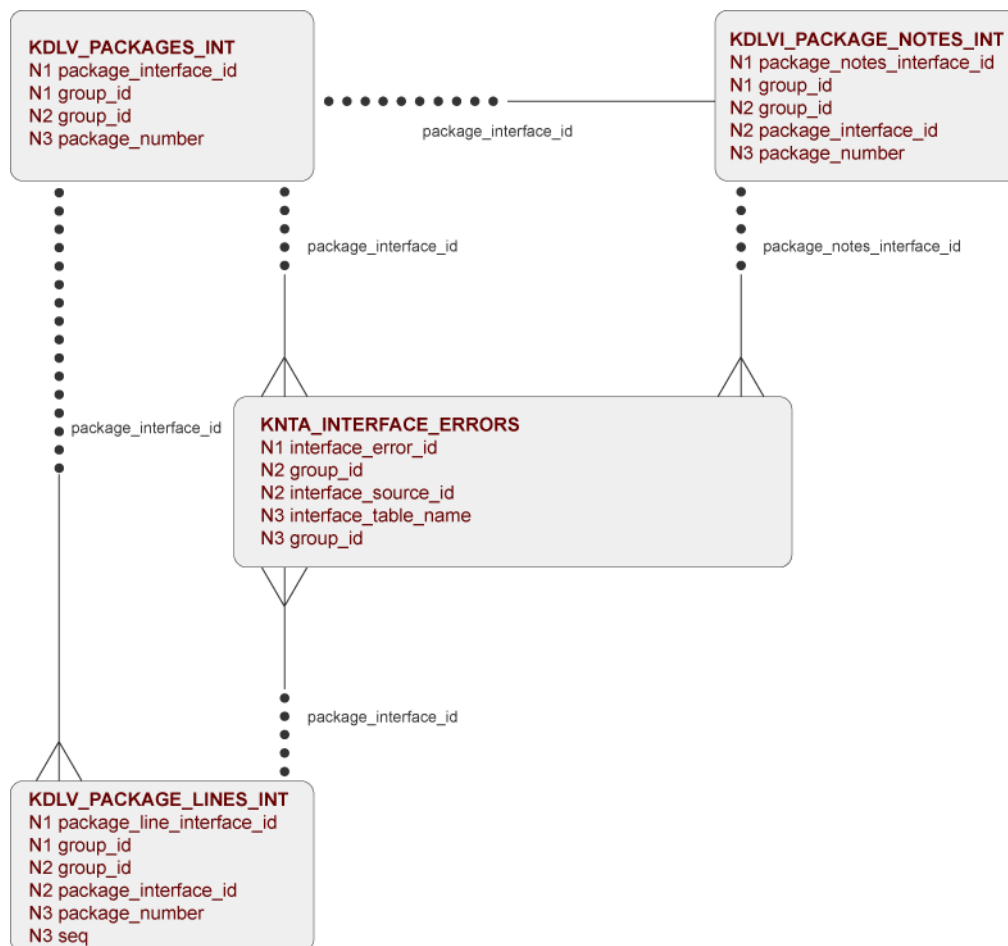 KDLV_PACKAGES_INT
N1 package_interface_id
N1 group_id
N2 group_id
N3 package_number
package_interface_id
KDLVI_PACKAGE_NOTES_INT
N1 package_notes_interface_id
N1 group_id
N2 group_id
N2 package_interface_id
N3 package_number
package_interface_id
package_notes_interface_id
package_interface_id
KNTA_INTERFACE_ERRORS
N1 interface_error_id
N2 group_id
N2 interface_source_id
N3 interface_table_name
N3 group_id
package_interface_id
KDLV_PACKAGE_LINES_INT
N1 package_line_interface_id
N1 group_id
N2 group_id
N2 package_interface_id
N3 package_number
N3 seq